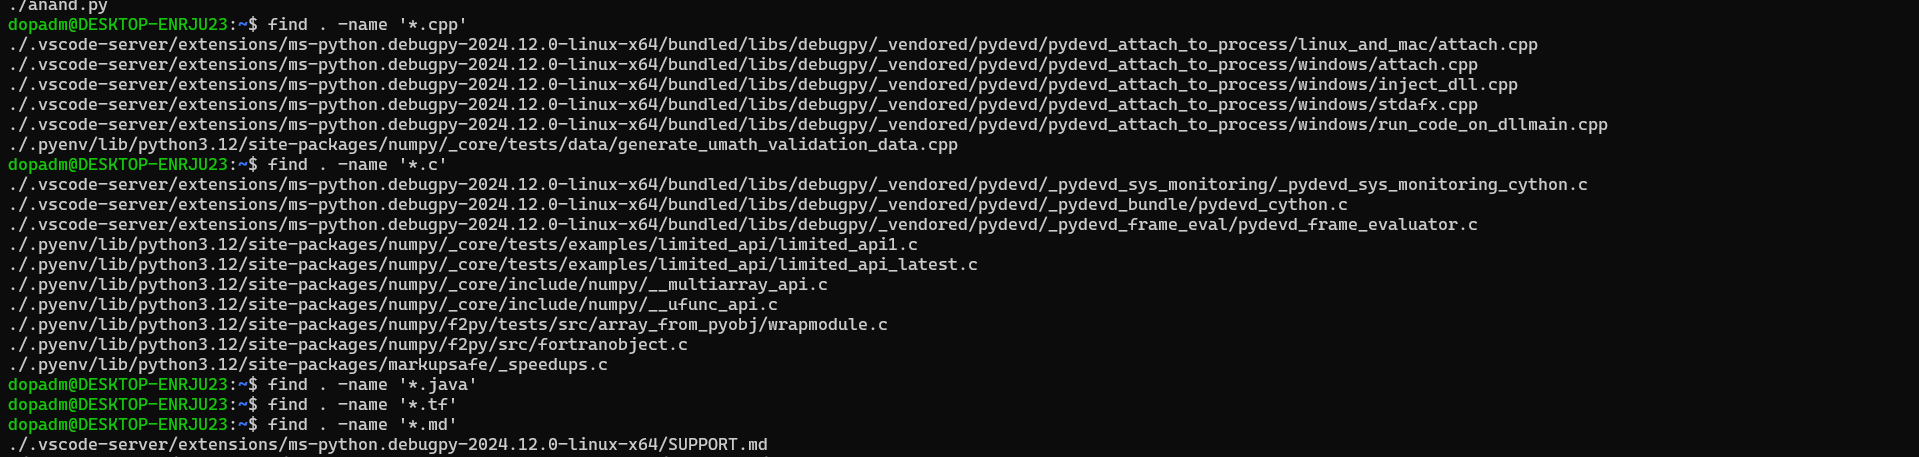 ./anand.py
dopadm@DESKTOP-ENRJU23:~$ find . -name '*.cpp'
./.vscode-server/extensions/ms-python.debugpy-2024.12.0-linux-x64/bundled/libs/debugpy/_vendored/pydevd/pydevd_attach_to_process/linux_and_mac/attach.cpp
./.vscode-server/extensions/ms-python.debugpy-2024.12.0-linux-x64/bundled/libs/debugpy/_vendored/pydevd/pydevd_attach_to_process/windows/attach.cpp
./.vscode-server/extensions/ms-python.debugpy-2024.12.0-linux-x64/bundled/libs/debugpy/_vendored/pydevd/pydevd_attach_to_process/windows/inject_dll.cpp
./.vscode-server/extensions/ms-python.debugpy-2024.12.0-linux-x64/bundled/libs/debugpy/_vendored/pydevd/pydevd_attach_to_process/windows/stdafx.cpp
./.vscode-server/extensions/ms-python.debugpy-2024.12.0-linux-x64/bundled/libs/debugpy/_vendored/pydevd/pydevd_attach_to_process/windows/run_code_on_dllmain.cpp
./.pyenv/lib/python3.12/site-packages/numpy/_core/tests/data/generate_umath_validation_data.cpp
dopadm@DESKTOP-ENRJU23:~$ find . -name '*.c'
./.vscode-server/extensions/ms-python.debugpy-2024.12.0-linux-x64/bundled/libs/debugpy/_vendored/pydevd/_pydevd_sys_monitoring/_pydevd_sys_monitoring_cython.c
./.vscode-server/extensions/ms-python.debugpy-2024.12.0-linux-x64/bundled/libs/debugpy/_vendored/pydevd/_pydevd_bundle/pydevd_cython.c
./.vscode-server/extensions/ms-python.debugpy-2024.12.0-linux-x64/bundled/libs/debugpy/_vendored/pydevd/_pydevd_frame_eval/pydevd_frame_evaluator.c
./.pyenv/lib/python3.12/site-packages/numpy/_core/tests/examples/limited_api/limited_api1.c
./.pyenv/lib/python3.12/site-packages/numpy/_core/tests/examples/limited_api/limited_api_latest.c
./.pyenv/lib/python3.12/site-packages/numpy/_core/include/numpy/__multiarray_api.c
./.pyenv/lib/python3.12/site-packages/numpy/_core/include/numpy/__ufunc_api.c
./.pyenv/lib/python3.12/site-packages/numpy/f2py/tests/src/array_from_pyobj/wrapmodule.c
./.pyenv/lib/python3.12/site-packages/numpy/f2py/src/fortranobject.c
./.pyenv/lib/python3.12/site-packages/markupsafe/_speedups.c
dopadm@DESKTOP-ENRJU23:~$ find . -name '*.java'
dopadm@DESKTOP-ENRJU23:~$ find . -name '*.tf'
dopadm@DESKTOP-ENRJU23:~$ find . -name '*.md'
./.vscode-server/extensions/ms-python.debugpy-2024.12.0-linux-x64/SUPPORT.md